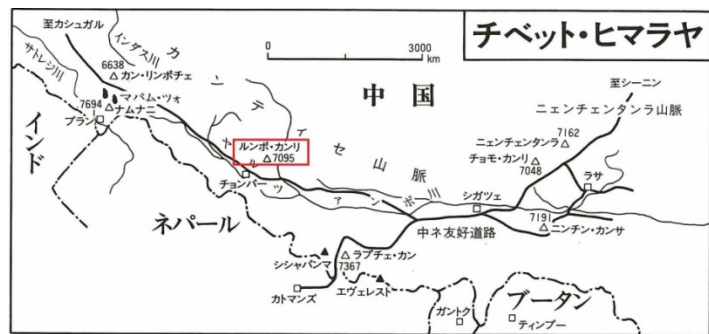 チベット・ヒマラヤ
0 3000
km
至カシュガル
サトレジ川
インダス川
6638
カン・リンポチェ
マパム・ツォ
7694
ナムナニ
プラン
インド
カンティセ山脈
中国
至シーニン
ニェンチェンタンラ山脈
ルンポ・カンリ
7095
チョンバー
ヤルツァンポ川
ニェンチェンタンラ
7162
チョモ・カンリ
7048
ラサ
シガツェ
7191
ニンチン・カンサ
ネパール
中ネ友好道路
シシャパンマ
ラプチェ・カン
7367
カトマンズ
エヴェレスト
ガントク
ブータン
ティンプー